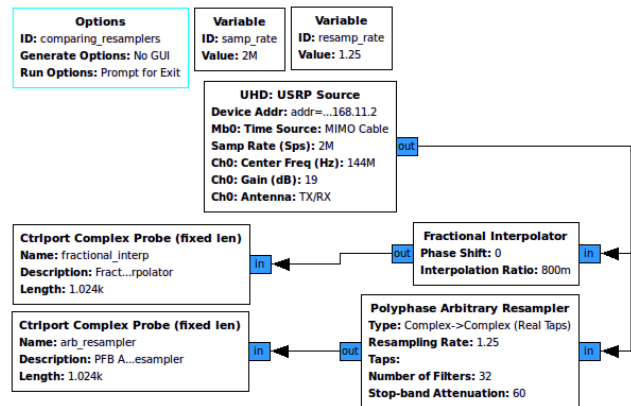 Options
ID: comparing_resamplers
Generate Options: No GUI
Run Options: Prompt for Exit
Variable
ID: samp_rate
Value: 2M
Variable
ID: resamp_rate
Value: 1.25
UHD: USRP Source
Device Addr: addr=...168.11.2
Mb0: Time Source: MIMO Cable
Samp Rate (Sps): 2M
Ch0: Center Freq (Hz): 144M
Ch0: Gain (dB): 19
Ch0: Antenna: TX/RX
out
Ctrlport Complex Probe (fixed len)
Name: fractional_interp
Description: Fract...rpolator
Length: 1.024k
in
out
Fractional Interpolator
Phase Shift: 0
Interpolation Ratio: 800m
in
Ctrlport Complex Probe (fixed len)
Name: arb_resampler
Description: PFB A...esampler
Length: 1.024k
in
out
Polyphase Arbitrary Resampler
Type: Complex->Complex (Real Taps)
Resampling Rate: 1.25
Taps:
Number of Filters: 32
Stop-band Attenuation: 60
in